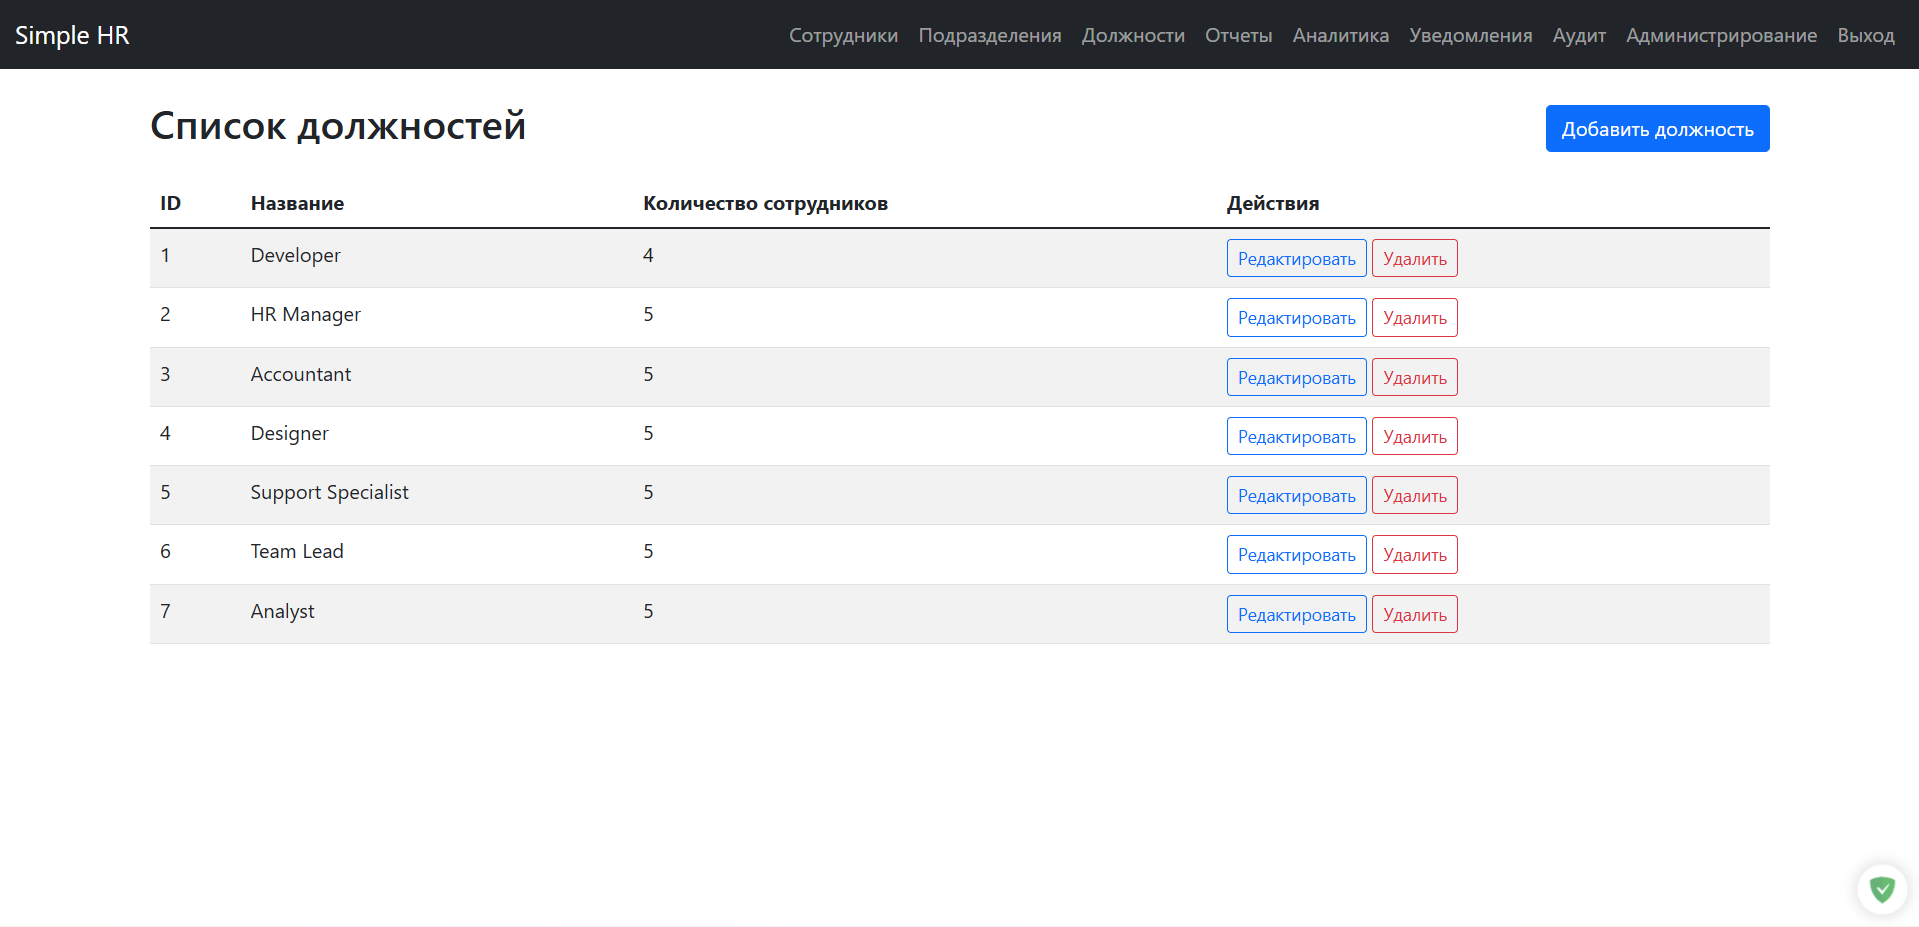 Simple HR Сотрудники Подразделения Должности Отчеты Аналитика Уведомления Аудит Администрирование Выход
Список должностей Добавить должность
ID Название Количество сотрудников Действия
1 Developer 4 Редактировать Удалить
2 HR Manager 5 Редактировать Удалить
3 Accountant 5 Редактировать Удалить
4 Designer 5 Редактировать Удалить
5 Support Specialist 5 Редактировать Удалить
6 Team Lead 5 Редактировать Удалить
7 Analyst 5 Редактировать Удалить